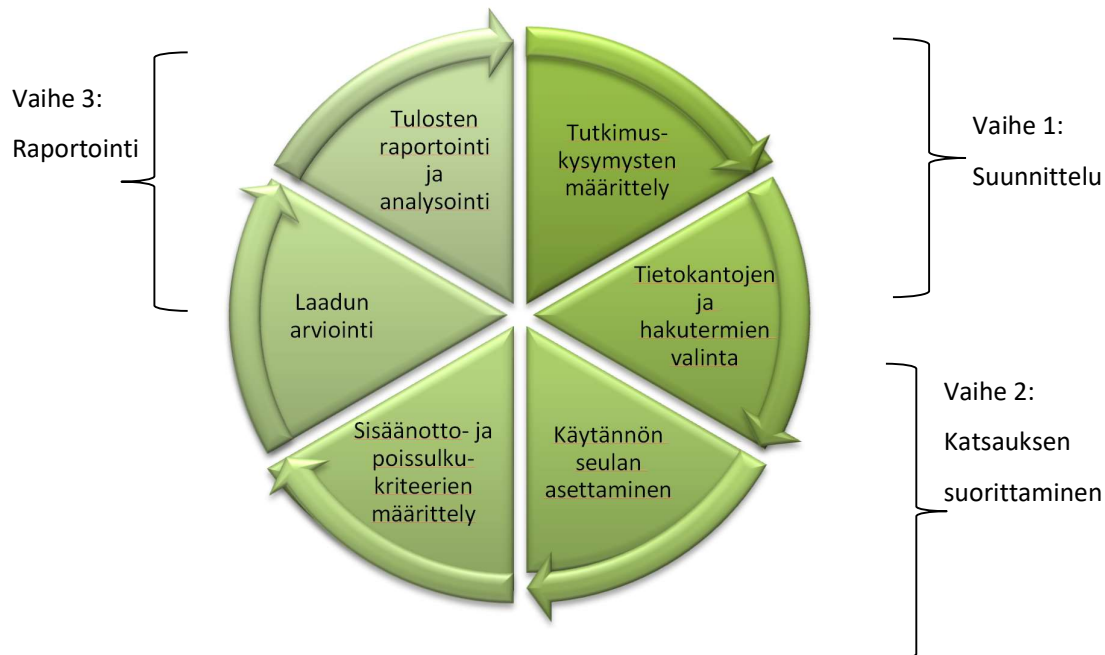 Vaihe 1:
Suunnittelu
Tutkimus-
kysymysten
määrittely
Tietokantojen
ja
hakutermien
valinta
Vaihe 2:
Katsauksen
suorittaminen
Käytännön
seulan
asettaminen
Sisäänotto- ja
poissulku-
kriteerien
määrittely
Vaihe 3:
Raportointi
Laadun
arviointi
Tulosten
raportointi
ja
analysointi